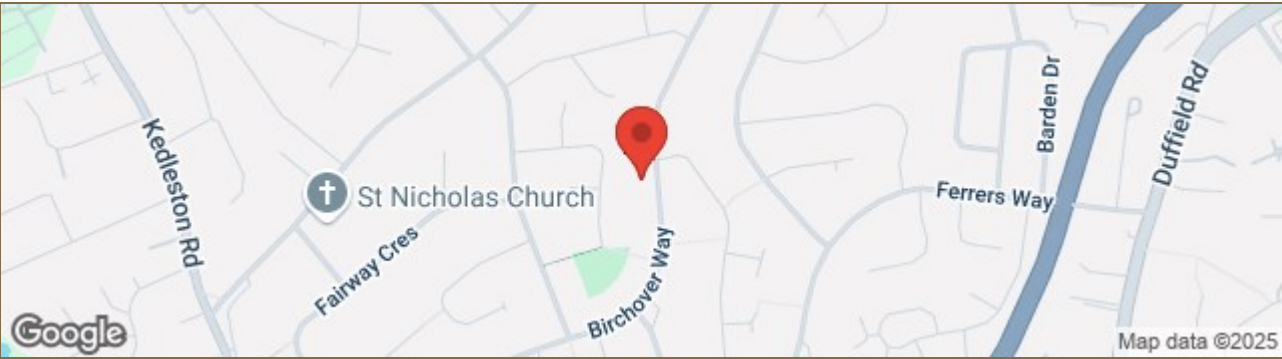 Barden Dr
Duffield Rd
Kedleston Rd
St Nicholas Church
Ferrers Way
Fairway Cres
Birchover Way
Google
Map data ©2025